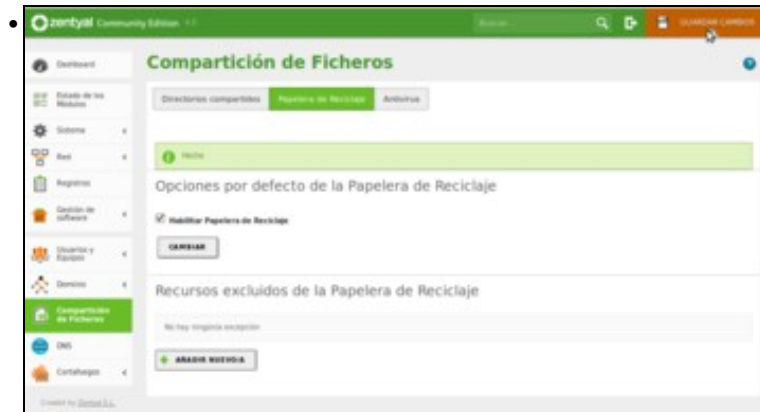 zentyal Community Edition
Buscar...
GUARDAR CAMBIOS
Dashboard
Estado de los
Módulos
Sistema
Red
Registros
Gestión de
software
Usuarios y
Equipos
Dominio
Compartición
de Ficheros
DNS
Cortafuegos
Created by Zentyal S.L.
Compartición de Ficheros
Directorios compartidos
Papelera de Reciclaje
Antivirus
Hecho
Opciones por defecto de la Papelera de Reciclaje
Habilitar Papelera de Reciclaje
CAMBIAR
Recursos excluidos de la Papelera de Reciclaje
No hay ningún/a excepción
AÑADIR NUEVO/A